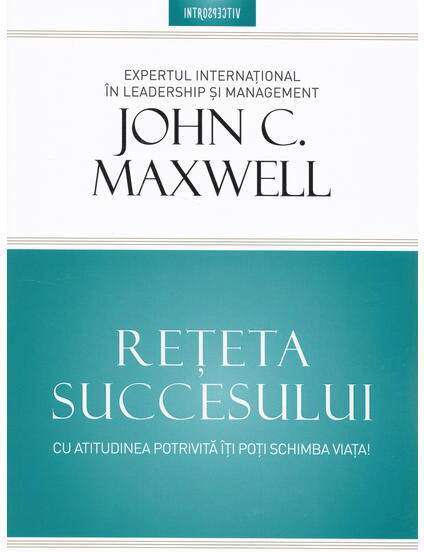 INTROSPECTIV
EXPERTUL INTERNAȚIONAL
ÎN LEADERSHIP ȘI MANAGEMENT
JOHN C.
MAXWELL
REȚETA
SUCCESULUI
CU ATITUDINEA POTRIVITĂ ÎȚI POȚI SCHIMBA VIAȚA!